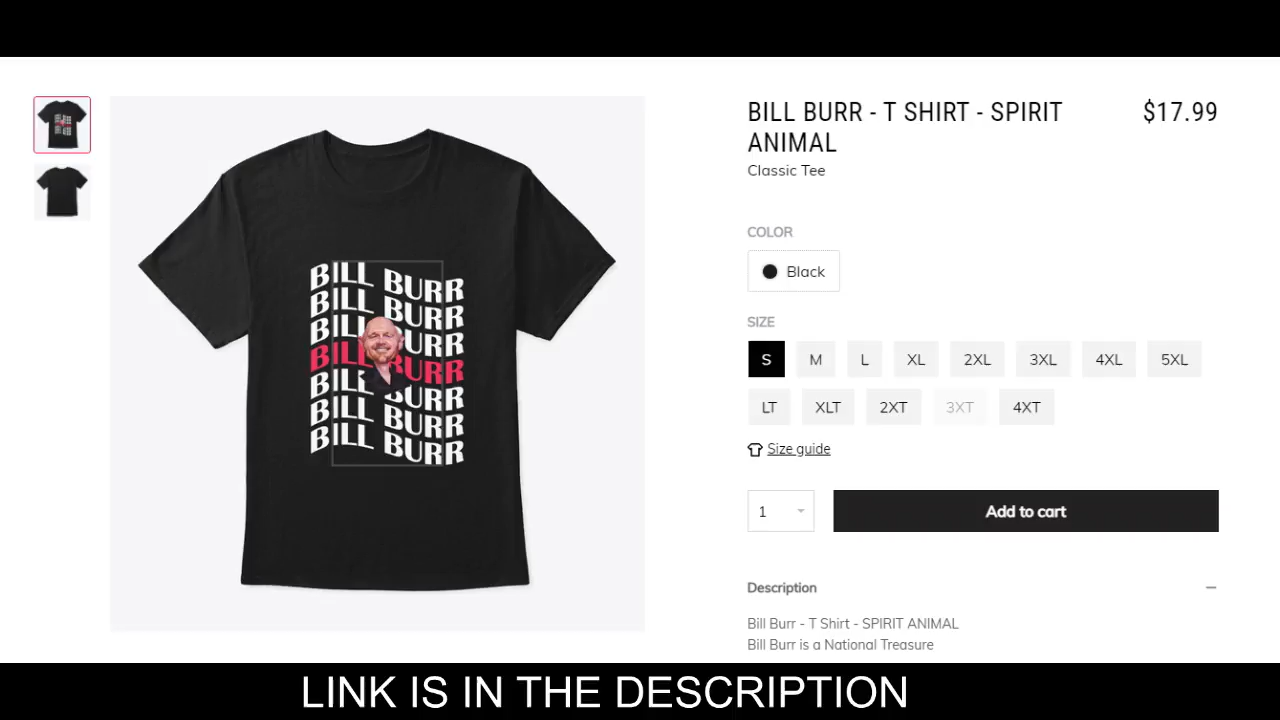 BILL BURR
BILL BURR
BILL BURR
BILL BURR
BILL BURR
BILL BURR
BILL BURR
BILL BURR - T SHIRT - SPIRIT
ANIMAL
$17.99
Classic Tee
COLOR
Black
SIZE
S M L XL 2XL 3XL 4XL 5XL
LT XLT 2XT 3XT 4XT
Size guide
1
Add to cart
Description
Bill Burr - T Shirt - SPIRIT ANIMAL
Bill Burr is a National Treasure
LINK IS IN THE DESCRIPTION